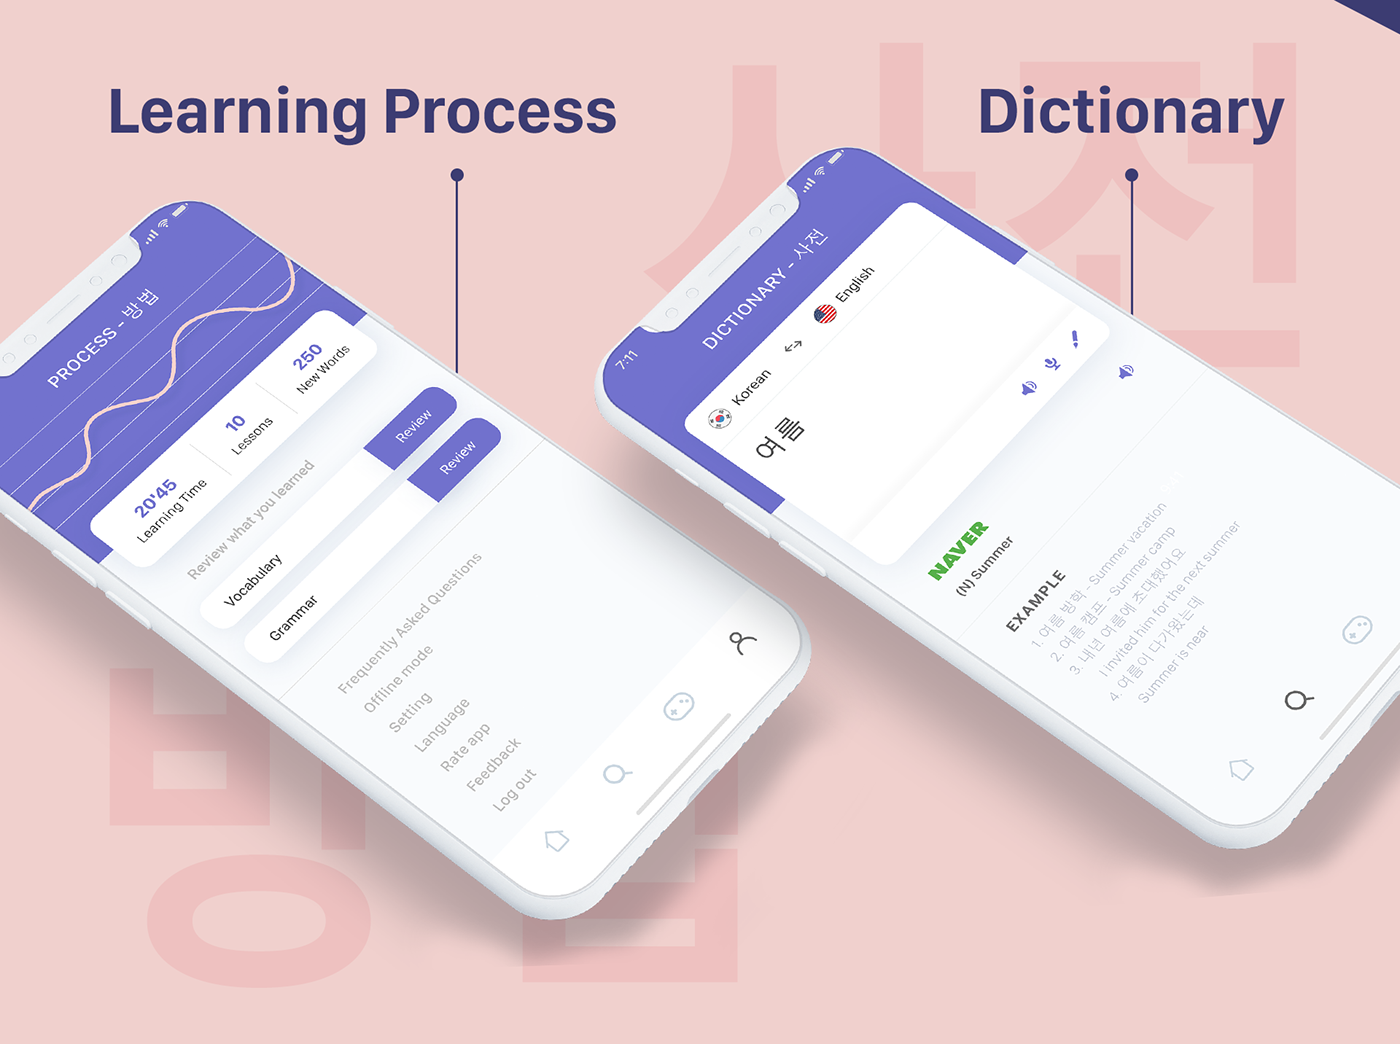 Learning Process
Dictionary
사전
PROCESS - 방법
20'45
Learning Time
10
Lessons
250
New Words
Review what you learned
Vocabulary
Review
Grammar
Review
Frequently Asked Questions
Offline mode
Setting
Language
Rate app
Feedback
Log out
방법
7:11
DICTIONARY - 사전
Korean
English
여름
NAVER
(N) Summer
EXAMPLE
1. 여름 방학 - Summer vacation
2. 여름 캠프 - Summer camp
3. 내년 여름에 초대했어요
I invited him for the next summer
4. 여름이 다가왔는데
Summer is near